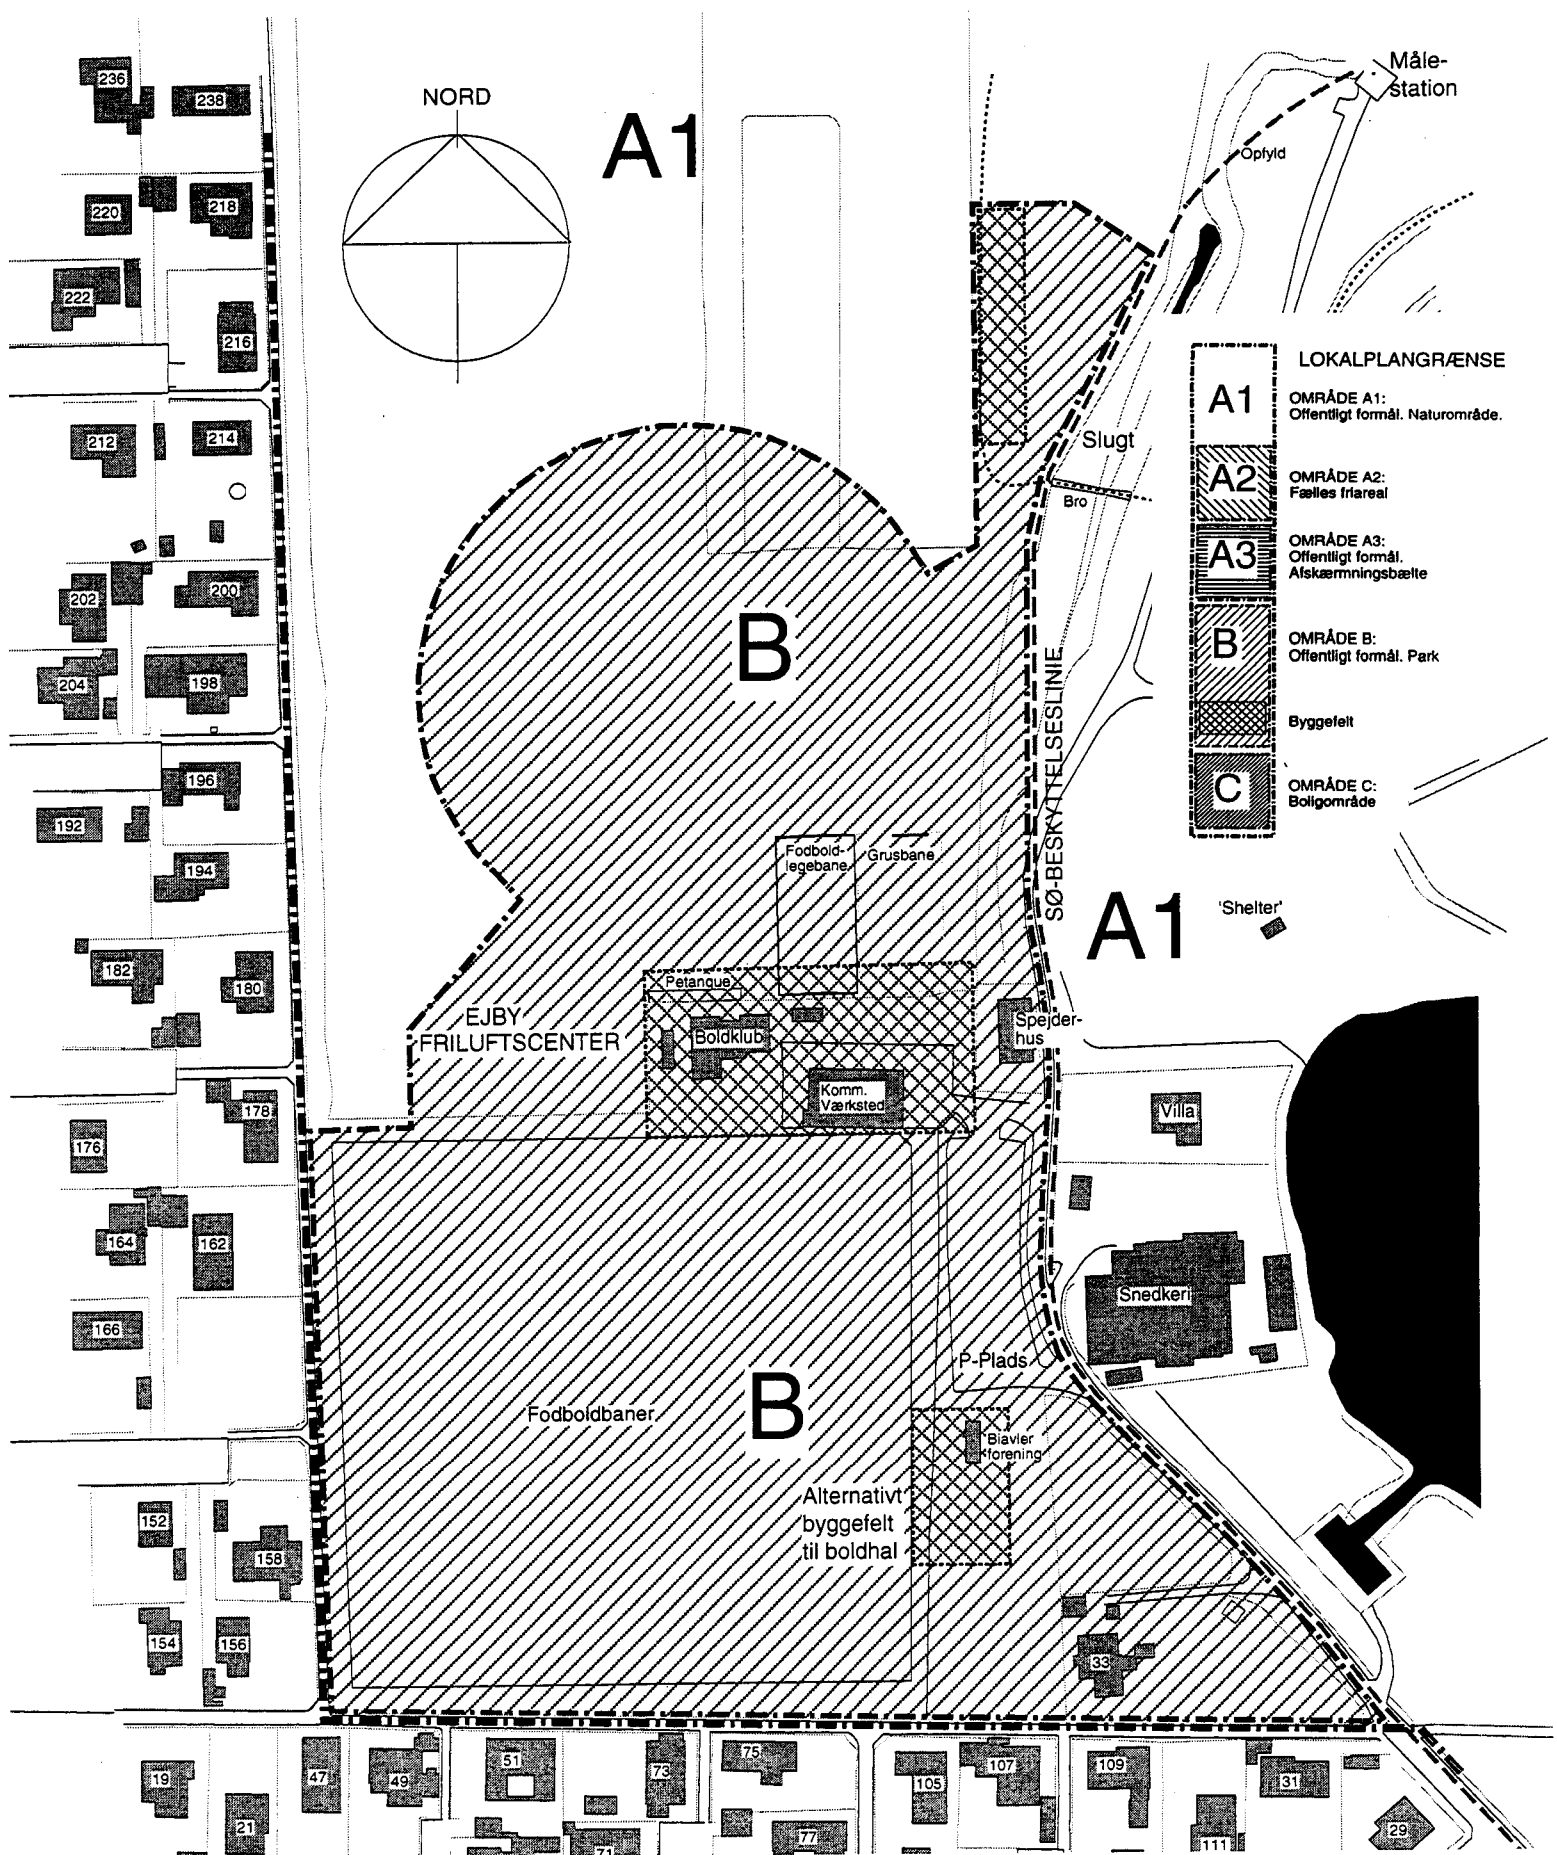 NORD
A1
Måle-
station
Opfyld
236
238
220
218
222
216
212
214
202
200
204
198
196
192
194
182
180
178
176
164
162
166
152
158
154
156
Slugt
Bro
LOKALPLANGRÆNSE
A1
OMRÅDE A1:
Offentligt formål. Naturområde.
A2
OMRÅDE A2:
Fælles friareal
A3
OMRÅDE A3:
Offentligt formål.
Afskærmningsbælte
B
OMRÅDE B:
Offentligt formål. Park
Byggefelt
C
OMRÅDE C:
Boligområde
B
SØ-BESKYTTELSESLINIE
Fodbold-
legebane
Grusbane
A1
'Shelter'
EJBY
FRILUFTSCENTER
Petanque
Boldklub
Komm.
Værksted
Spejder-
hus
Villa
Snedkeri
P-Plads
Fodboldbaner
B
Biavler
forening
Alternativt
byggefelt
til boldhal
33
19
21
47
49
51
73
71
75
77
105
107
109
111
31
29